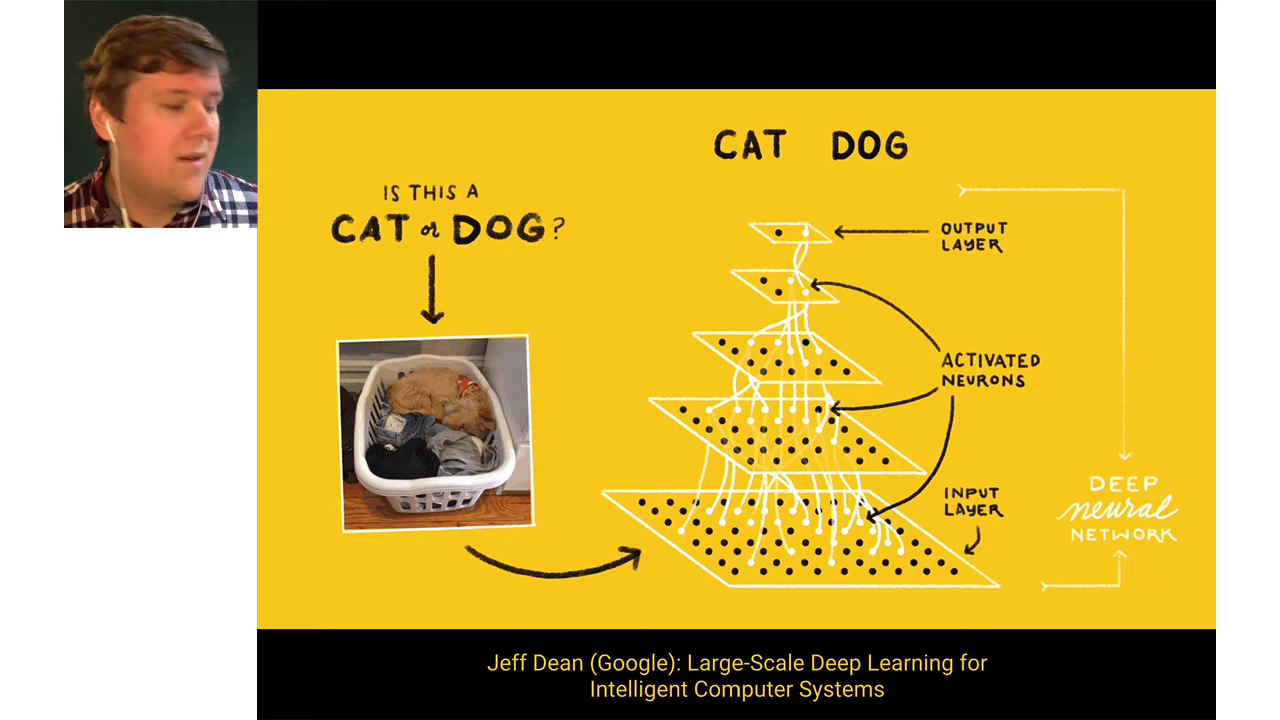 CAT DOG
IS THIS A
CAT or DOG?
OUTPUT
LAYER
ACTIVATED
NEURONS
INPUT
LAYER
DEEP
neural
NETWORK
Jeff Dean (Google): Large-Scale Deep Learning for
Intelligent Computer Systems